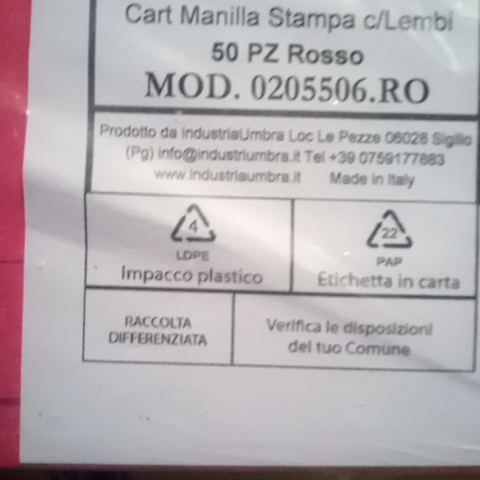 Cart Manilla Stampa c/Lembi
50 PZ Rosso
MOD. 0205506.RO
Prodotto da IndustriaUmbra Loc Le Pezze 06028 Sigillo
(Pg) info@industriumbra.it Tel +39 0759177883
www.industriaumbra.it Made in Italy
4
LDPE
Impacco plastico
22
PAP
Etichetta in carta
RACCOLTA
DIFFERENZIATA
Verifica le disposizioni
del tuo Comune